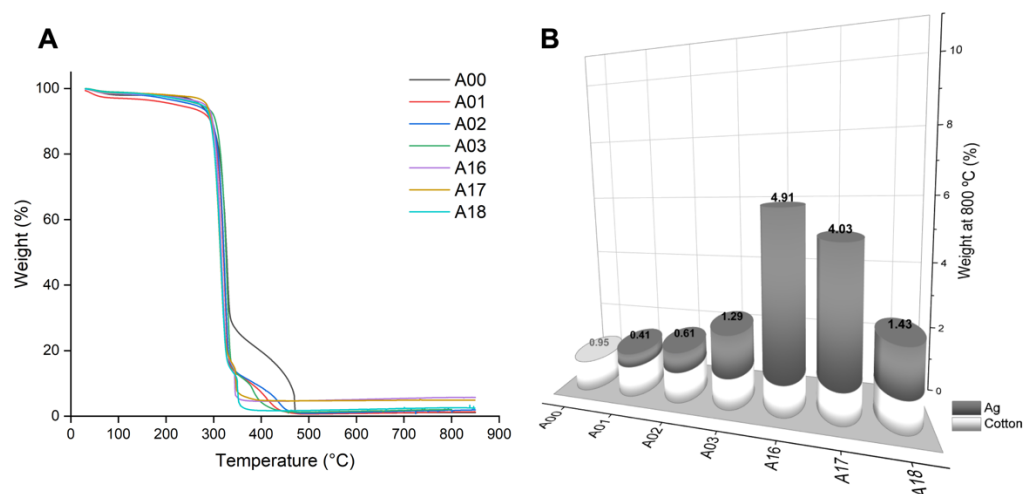 A
A00
A01
A02
A03
A16
A17
A18
Weight (%)
100
80
60
40
20
0
0 100 200 300 400 500 600 700 800 900
Temperature (°C)
B
10
8
6
4
2
0
Weight at 800 ºC (%)
4.91
4.03
1.43
1.29
0.61
0.41
0.95
A00
A01
A02
A03
A16
A17
A18
Ag
Cotton